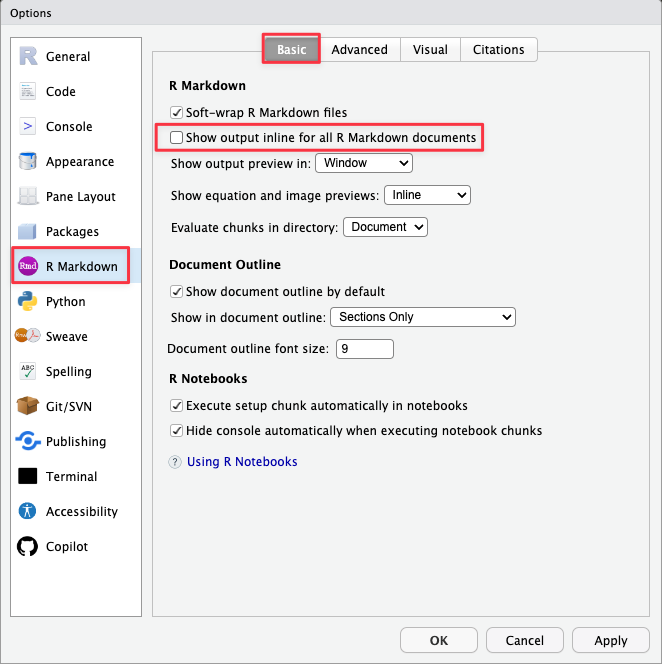 Options
R General
Code
> Console
Appearance
Pane Layout
Packages
Rmd R Markdown
Python
Sweave
ABC Spelling
Git/SVN
Publishing
Terminal
Accessibility
Copilot
Basic Advanced Visual Citations
R Markdown
Soft-wrap R Markdown files
Show output inline for all R Markdown documents
Show output preview in: Window
Show equation and image previews: Inline
Evaluate chunks in directory: Document
Document Outline
Show document outline by default
Show in document outline: Sections Only
Document outline font size: 9
R Notebooks
Execute setup chunk automatically in notebooks
Hide console automatically when executing notebook chunks
? Using R Notebooks
OK Cancel Apply